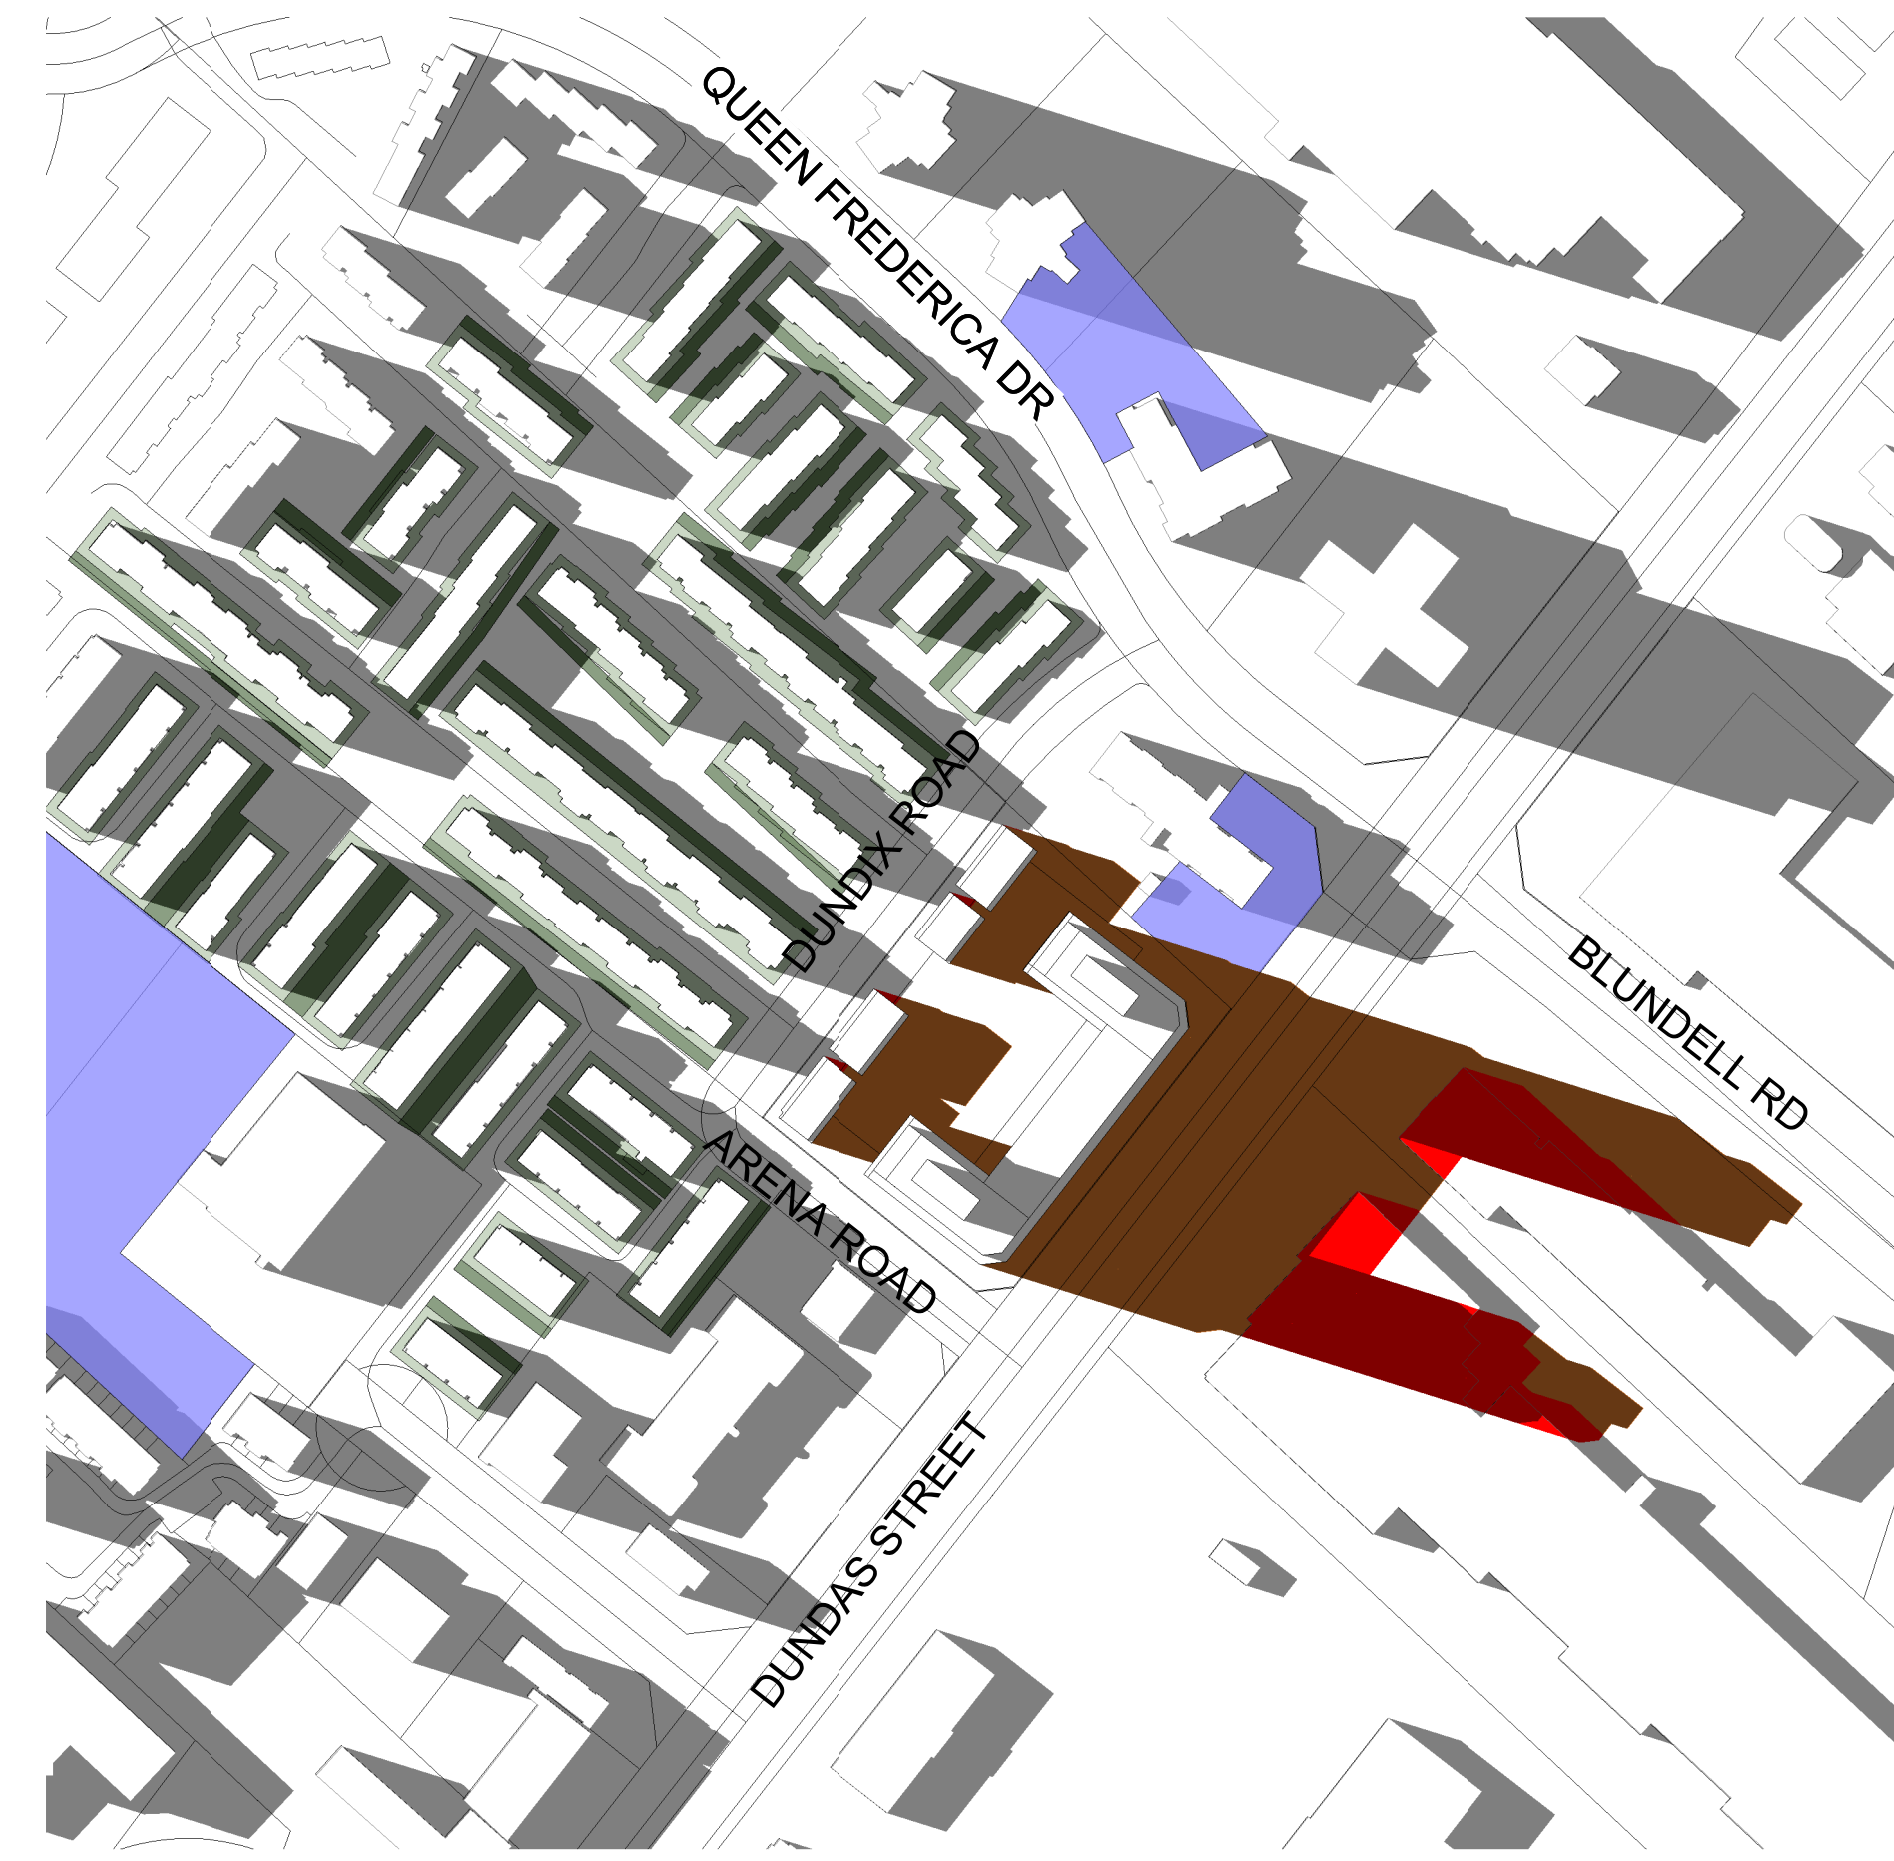 QUEEN FREDERICA DR
DUNDIX ROAD
BLUNDELL RD
ARENA ROAD
DUNDAS STREET